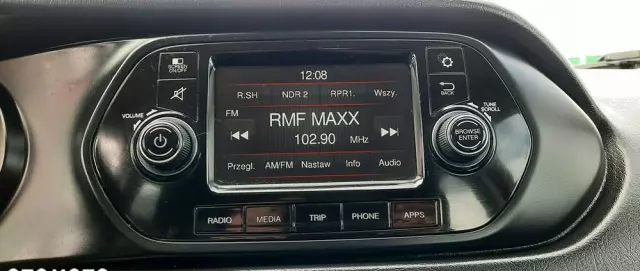 SCREEN
ON/OFF
VOLUME
12:08
R.SH NDR 2 RPR1. Wszy.
FM
RMF MAXX
102.90 MHz
Przegl. AM/FM Nastaw Info Audio
BACK
TUNE
SCROLL
BROWSE
ENTER
RADIO MEDIA TRIP PHONE APPS